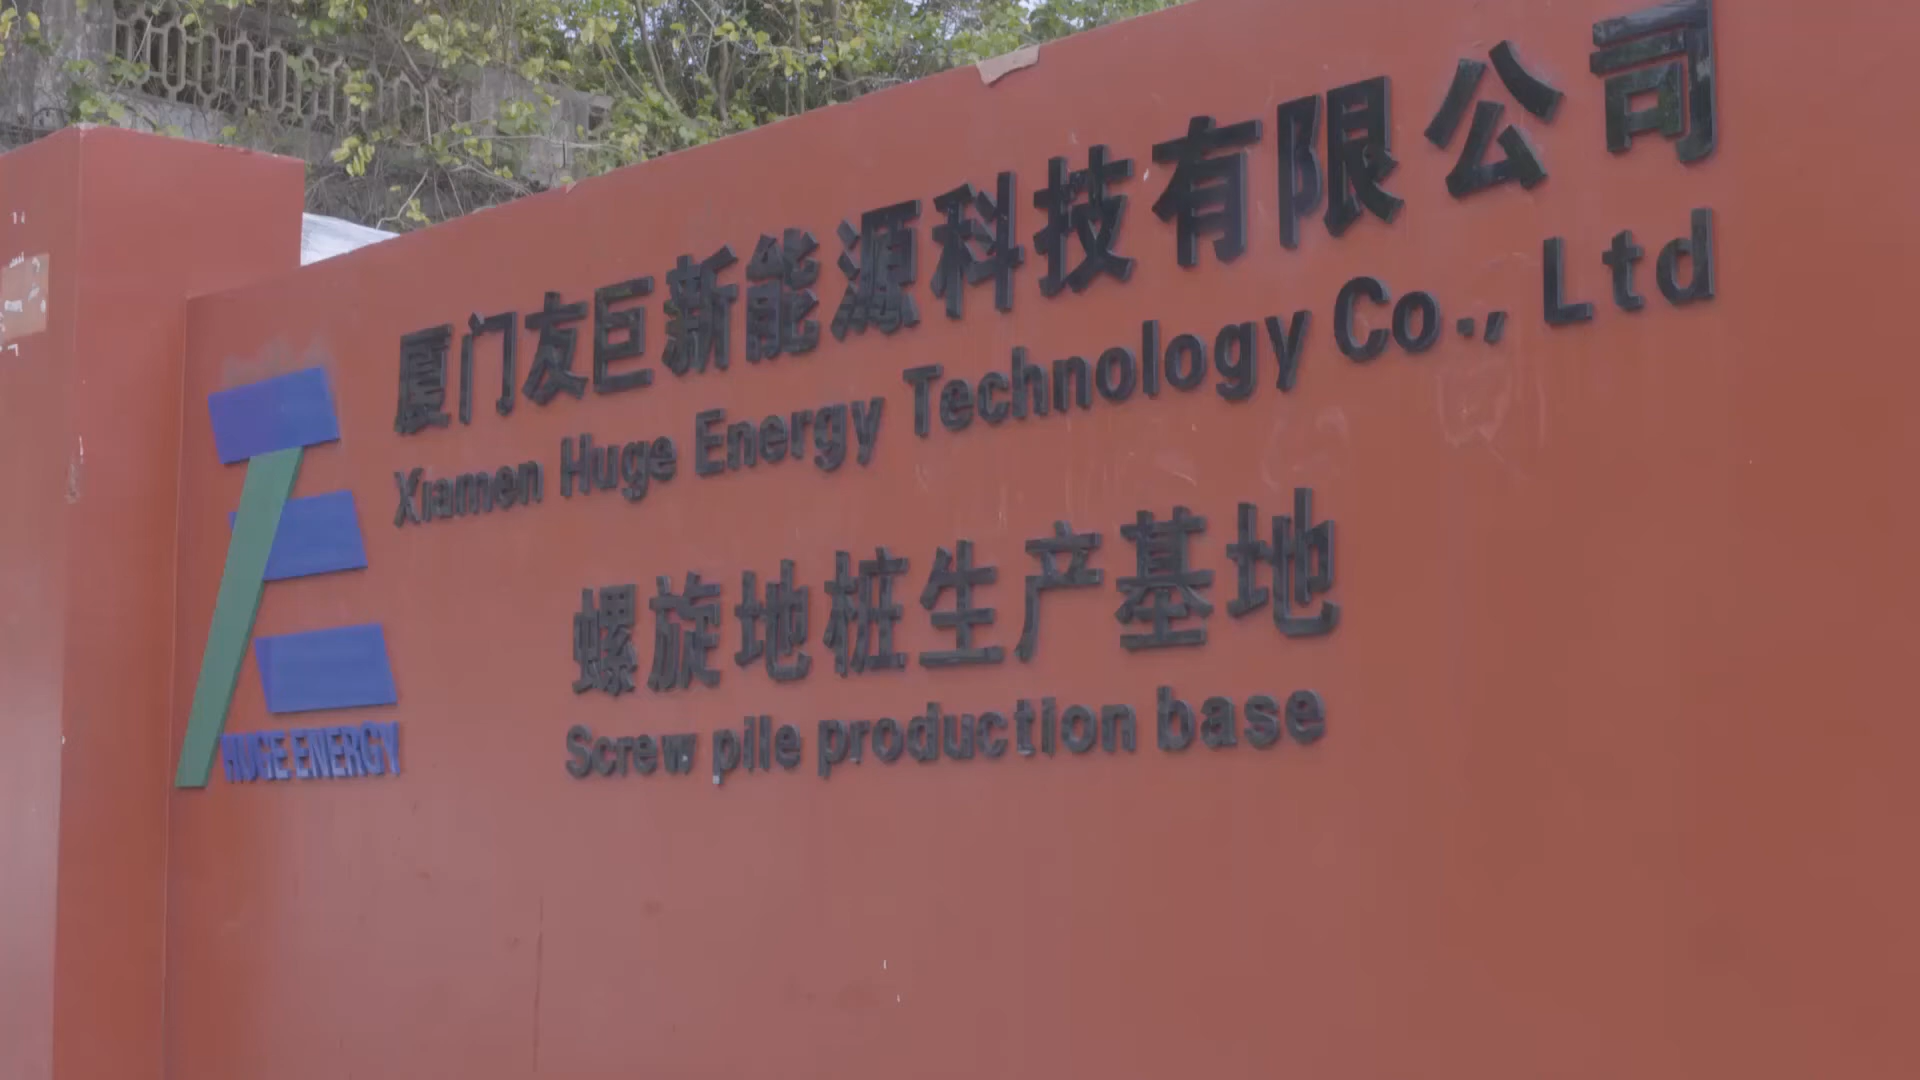 厦门友巨新能源科技有限公司
Xiamen Huge Energy Technology Co., Ltd
螺旋地桩生产基地
Screw pile production base
HUGE ENERGY